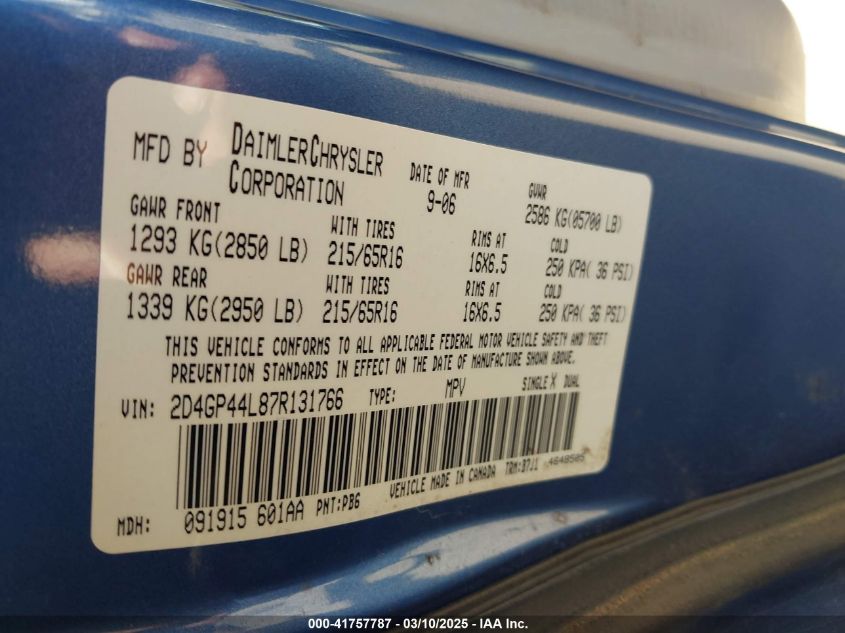 MFD BY DAIMLERCHRYSLER CORPORATION
DATE OF MFR 9-06
GVWR 2586 KG(05700 LB)
GAWR FRONT WITH TIRES RIMS AT COLD
1293 KG(2850 LB) 215/65R16 16X6.5 250 KPA( 36 PSI)
GAWR REAR WITH TIRES RIMS AT COLD
1339 KG(2950 LB) 215/65R16 16X6.5 250 KPA( 36 PSI)
THIS VEHICLE CONFORMS TO ALL APPLICABLE FEDERAL MOTOR VEHICLE SAFETY AND THEFT
PREVENTION STANDARDS IN EFFECT ON THE DATE OF MANUFACTURE SHOWN ABOVE.
VIN: 2D4GP44L87R131766 TYPE: MPV SINGLE X DUAL
MDH: 091915 601AA PNT:PB6 VEHICLE MADE IN CANADA TRM:B7J1 4648505
000-41757787 - 03/10/2025 - IAA, Inc.